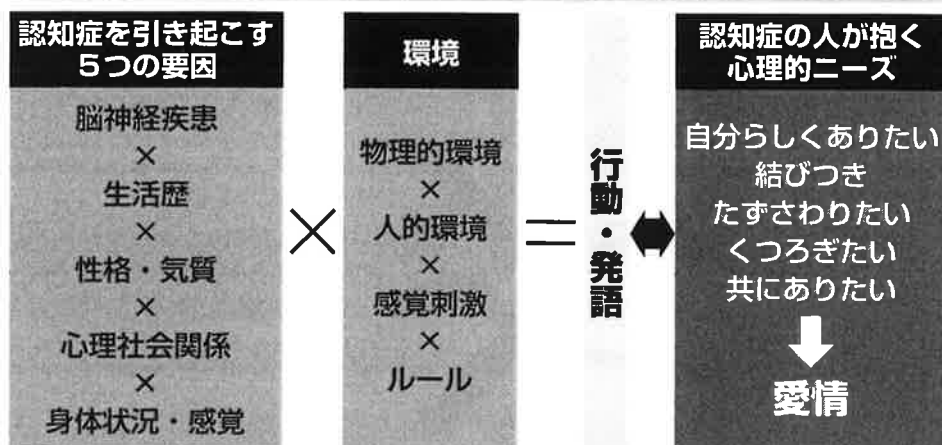 認知症を引き起こす
5つの要因
脳神経疾患
×
生活歴
×
性格・気質
×
心理社会関係
×
身体状況・感覚
×
環境
物理的環境
×
人的環境
×
感覚刺激
×
ルール
=
行動・発語
認知症の人が抱く
心理的ニーズ
自分らしくありたい
結びつき
たずさわりたい
くつろぎたい
共にありたい
愛情